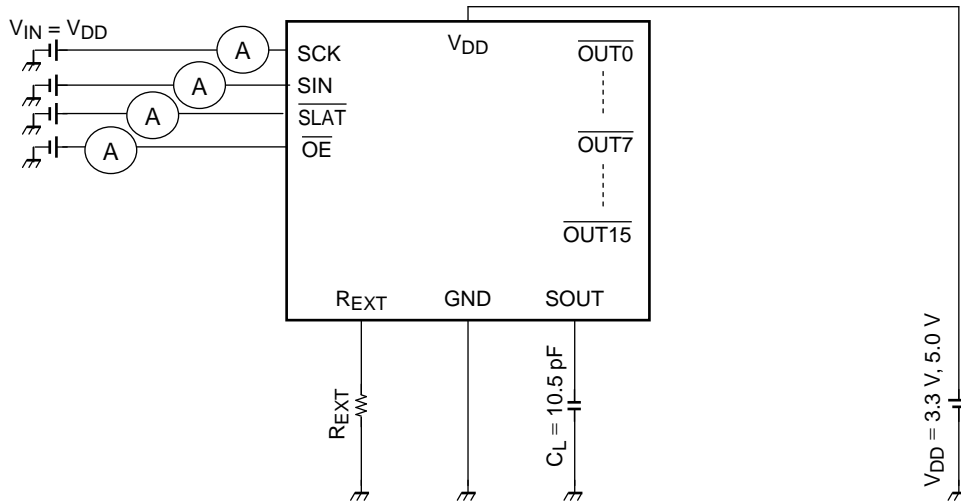 V_IN = V_DD
A
SCK
V_DD
OUT0
A
SIN
A
SLAT
A
OE
OUT7
OUT15
R_EXT
GND
SOUT
R_EXT
C_L = 10.5 pF
V_DD = 3.3 V, 5.0 V